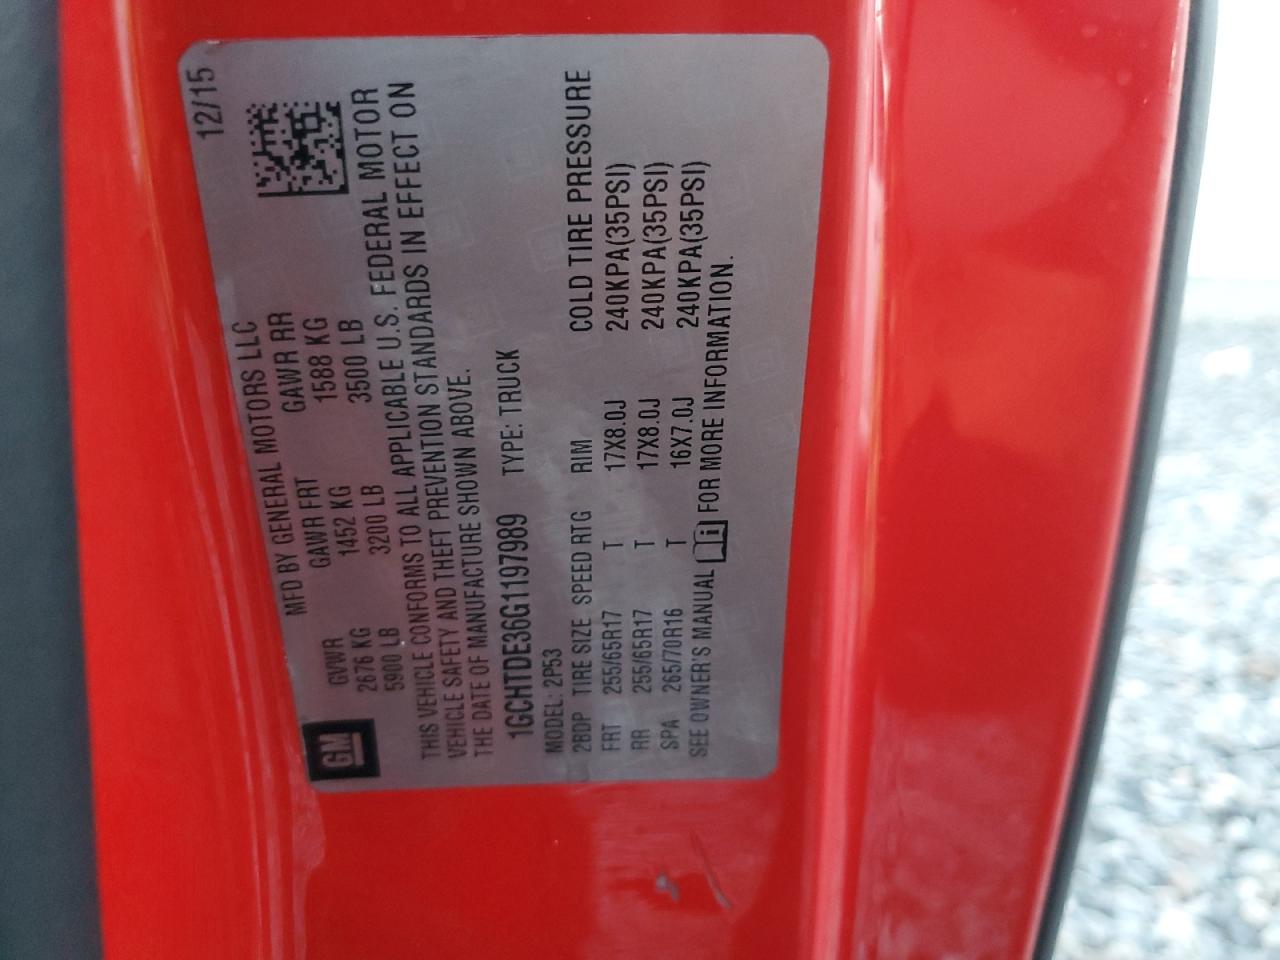 12/15
MFD BY GENERAL MOTORS LLC
GVWR GAWR FRT GAWR RR
2676 KG 1452 KG 1588 KG
5900 LB 3200 LB 3500 LB
THIS VEHICLE CONFORMS TO ALL APPLICABLE U.S. FEDERAL MOTOR
VEHICLE SAFETY AND THEFT PREVENTION STANDARDS IN EFFECT ON
THE DATE OF MANUFACTURE SHOWN ABOVE.
GM
1GCHTDE36G1197989 TYPE: TRUCK
MODEL: 2P53
2BDP TIRE SIZE SPEED RTG RIM COLD TIRE PRESSURE
FRT 255/65R17 T 17X8.0J 240KPA(35PSI)
RR 255/65R17 T 17X8.0J 240KPA(35PSI)
SPA 265/70R16 T 16X7.0J 240KPA(35PSI)
SEE OWNER'S MANUAL i FOR MORE INFORMATION.